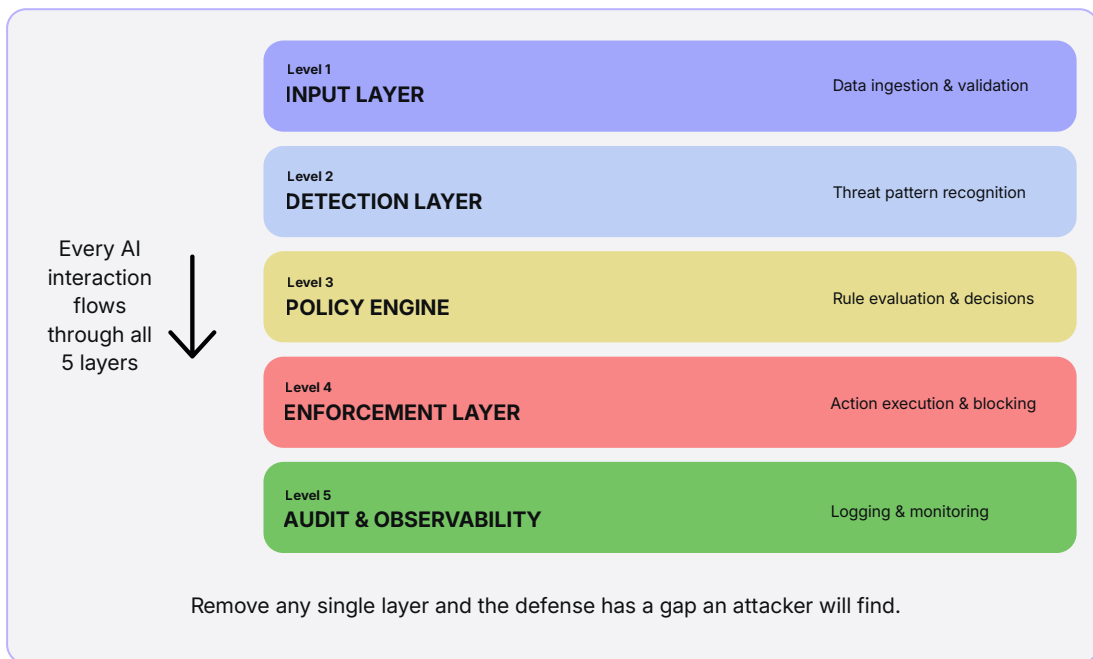 Level 1
INPUT LAYER
Data ingestion & validation
Level 2
DETECTION LAYER
Threat pattern recognition
Every AI
interaction
flows
through all
5 layers
Level 3
POLICY ENGINE
Rule evaluation & decisions
Level 4
ENFORCEMENT LAYER
Action execution & blocking
Level 5
AUDIT & OBSERVABILITY
Logging & monitoring
Remove any single layer and the defense has a gap an attacker will find.